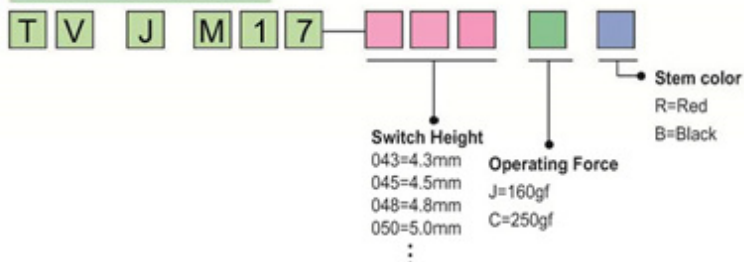 T V J M 1 7
Stem color
R=Red
B=Black
Switch Height
043=4.3mm
045=4.5mm
048=4.8mm
050=5.0mm
Operating Force
J=160gf
C=250gf